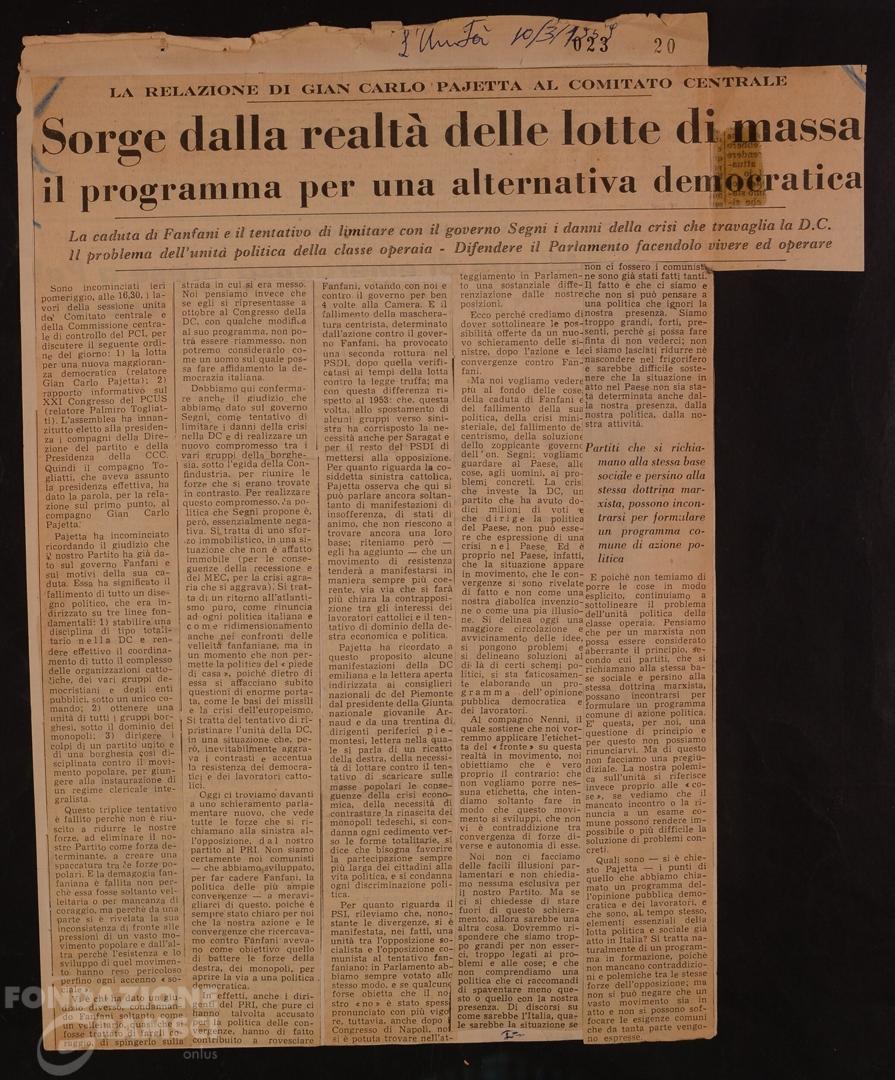 L'Unità 10/3/1959
023 20
LA RELAZIONE DI GIAN CARLO PAJETTA AL COMITATO CENTRALE
Sorge dalla realtà delle lotte di massa
il programma per una alternativa democratica
La caduta di Fanfani e il tentativo di limitare con il governo Segni i danni della crisi che travaglia la D.C.
Il problema dell'unità politica della classe operaia - Difendere il Parlamento facendolo vivere ed operare
Sono incominciati ieri
pomeriggio, alle 16,30, i la-
vori della sessione unita
del Comitato centrale e
della Commissione centra-
le di controllo del PCI, per
discutere il seguente ordi-
ne del giorno: 1) la lotta
per una nuova maggioran-
za democratica (relatore
Gian Carlo Pajetta); 2)
rapporto informativo sul
XXI Congresso del PCUS
(relatore Palmiro Togliat-
ti). L'assemblea ha innan-
zitutto eletto alla presiden-
za i compagni della Dire-
zione del partito e della
Presidenza della CCC.
Quindi il compagno To-
gliatti, che aveva assunto
la presidenza effettiva, ha
dato la parola, per la rela-
zione sul primo punto, al
compagno Gian Carlo
Pajetta.
Pajetta ha incominciato
ricordando il giudizio che
il nostro Partito ha già da-
to sul governo Fanfani e
sui motivi della sua ca-
duta. Essa ha significato il
fallimento di tutto un dise-
gno politico, che era in-
dirizzato su tre linee fon-
damentali: 1) stabilire una
disciplina di tipo totali-
tario nella DC e ren-
dere effettivo il coordina-
mento di tutto il complesso
delle organizzazioni catto-
liche, dei vari gruppi de-
mocristiani e degli enti
pubblici, sotto un unico co-
mando; 2) ottenere una
unità di tutti i gruppi bor-
ghesi, sotto il dominio dei
monopoli; 3) dirigere i
colpi di un partito unito e
di una borghesia così di-
sciplinata contro il movi-
mento popolare, per giun-
gere alla instaurazione di
un regime clericale inte-
gralista.
Questo triplice tentativo
è fallito perchè non è riu-
scito a ridurre le nostre
forze, ad eliminare il no-
stro Partito come forza de-
terminante, a creare una
spaccatura tra le forze po-
polari. E la demagogia fan-
faniana è fallita non per-
chè essa fosse soltanto vel-
leitaria o per mancanza di
coraggio, ma perchè da una
parte si è rivelata la sua
inconsistenza di fronte alle
pressioni di un vasto mo-
vimento popolare e dall'al-
tra perchè l'esistenza e lo
sviluppo di quel movimen-
to hanno reso pericoloso
perfino un accenno «so-
do Fanfani soltanto come
fosse trattato di fargli co-
raggio, di spingerlo sulla
strada in cui si era messo.
Noi pensiamo invece che
se egli si ripresentasse a
ottobre al Congresso della
DC, con qualche modifica
al suo programma, non po-
trà essere riammesso, non
potremo considerarlo co-
me un uomo sul quale pos-
sa fare affidamento la de-
mocrazia italiana.
Dobbiamo qui conferma-
re anche il giudizio che
abbiamo dato sul governo
Segni, come tentativo di
limitare i danni della crisi
nella DC e di realizzare un
nuovo compromesso tra i
vari gruppi della borghe-
sia, sotto l'egida della Con-
findustria, per riunire le
forze che si erano trovate
in contrasto. Per realizzare
questo compromesso, la po-
litica che Segni propone è,
però, essenzialmente nega-
tiva. Si tratta di uno sfor-
zo immobilistico, in una si-
tuazione che non è affatto
immobile (per le conse-
guenze della recessione e
del MEC, per la crisi agra-
ria che si aggrava). Si trat-
ta di un ritorno all'atlanti-
smo puro, come rinuncia
ad ogni politica italiana e
come ridimensionamento
anche nei confronti delle
velleità fanfaniane, ma in
un momento che non per-
mette la politica del «piede
di casa», poichè dietro di
essa si affacciano subito
questioni di enorme porta-
ta, come le basi dei missili
e la crisi dell'europeismo.
Si tratta del tentativo di ri-
pristinare l'unità della DC,
in una situazione che, pe-
rò, inevitabilmente aggra-
va i contrasti e accentua
la resistenza dei democra-
tici e dei lavoratori catto-
lici.
Oggi ci troviamo davanti
a uno schieramento parla-
mentare nuovo, che vede
tutte le forze che si ri-
chiamano alla sinistra al-
l'opposizione, dal nostro
partito al PRI. Non siamo
certamente noi comunisti
— che abbiamo sviluppato,
per far cadere Fanfani, la
politica delle più ampie
convergenze — a meravi-
gliarci di questo, poichè è
sempre stato chiaro per noi
che la nostra azione e le
convergenze che ricercava-
mo contro Fanfani aveva-
no come obiettivo quello
di battere le forze della
destra, dei monopoli, per
aprire la via a una politica
democratica.
In effetti, anche i diri-
genti del PRI, che pure ci
hanno talvolta accusato
di politica delle con-
vergenze, hanno di fatto
contribuito a rovesciare
Fanfani, votando con noi e
contro il governo per ben
4 volte alla Camera. E il
fallimento della maschera-
tura centrista, determinato
dall'azione contro il gover-
no Fanfani, ha provocato
una seconda rottura nel
PSDI, dopo quella verifi-
catasi ai tempi della lotta
contro la legge truffa; ma
con questa differenza ri-
spetto al 1953: che, questa
volta, allo spostamento di
alcuni gruppi verso sini-
stra ha corrisposto la ne-
cessità anche per Saragat e
per il resto del PSDI di
mettersi alla opposizione.
Per quanto riguarda la co-
siddetta sinistra cattolica,
Pajetta osserva che qui si
può parlare ancora soltan-
to di manifestazioni di in-
sofferenza, di stati di ani-
mo, che non riescono a
trovare ancora una loro
base; riteniamo però —
egli ha aggiunto — che un
movimento di resistenza
tenderà a manifestarsi in
maniera sempre più coe-
rente, via via che si farà
più chiara la contrapposi-
zione tra gli interessi dei
lavoratori cattolici e il ten-
tativo di dominio della de-
stra economica e politica.
Pajetta ha ricordato a
questo proposito alcune
manifestazioni della DC
emiliana e la lettera aperta
indirizzata ai consiglieri
nazionali dc del Piemonte
dal presidente della Giunta
nazionale giovanile Ar-
naud e da una trentina di
dirigenti periferici pie-
montesi, lettera nella qua-
le si parla di un ricatto
della destra, della necessi-
tà di lottare contro il ten-
tativo di scaricare sulle
masse popolari le conse-
guenze della crisi econo-
mica, della necessità di
contrastare la rinascita dei
monopoli tedeschi, si con-
danna ogni cedimento ver-
so le forme totalitarie, si
dice che bisogna favorire
la partecipazione sempre
più larga dei cittadini alla
vita politica, e si condanna
ogni discriminazione poli-
tica.
Per quanto riguarda il
PSI, rileviamo che, nono-
stante le divergenze, si è
manifestata, nei fatti, una
unità tra l'opposizione so-
cialista e l'opposizione co-
munista al tentativo fan-
faniano: in Parlamento ab-
biamo sempre votato allo
stesso modo, e se qualcuno
forse obietta che il no-
stro «no» è stato spesso
pronunciato con più vigo-
re, tuttavia, anche dopo il
Congresso di Napoli, non
si è potuta trovare nell'at-
teggiamento in Parlamen-
to una sostanziale diffe-
renziazione dalle nostre
posizioni.
Ecco perchè crediamo di
dover sottolineare le pos-
sibilità offerte da un nuo-
vo schieramento delle si-
nistre, dopo l'azione e le
convergenze contro Fan-
fani.
Ma noi vogliamo vedere
più al fondo delle cose,
della caduta di Fanfani e
del fallimento della sua
politica, della crisi mini-
steriale, del fallimento del
centrismo, della soluzione
dello zoppicante governo
dell'on. Segni: vogliamo
guardare al Paese, alle
cose, agli uomini, ai pro-
blemi concreti. La crisi
che investe la DC, un
partito che ha avuto do-
dici milioni di voti e
che dirige la politica
del Paese, non può esse-
re che espressione di una
crisi nel Paese. Ed è
proprio nel Paese, infatti,
che la situazione appare
in movimento, che le con-
vergenze si sono rivelate
di fatto e non come una
nostra diabolica invenzio-
ne o come una pia illusio-
ne. Si delinea oggi una
maggiore circolazione e
avvicinamento delle idee,
si pongono problemi e
si delineano soluzioni al
di là di certi schemi po-
litici, si sta faticosamen-
te elaborando un pro-
gramma dell'opinione
pubblica democratica e
dei lavoratori.
Al compagno Nenni, il
quale sostiene che noi vor-
remmo applicare l'etichet-
ta del «fronte» su questa
realtà in movimento, noi
obiettiamo che è vero
proprio il contrario: che
non vogliamo porre nes-
suna etichetta, che inten-
diamo soltanto fare in
modo che questo movi-
mento si sviluppi, che non
vi è contraddizione tra
convergenza di forze di-
verse e autonomia di esse.
Noi non ci facciamo
delle facili illusioni par-
lamentari e non chiedia-
mo nessuna esclusiva per
il nostro Partito. Ma se
ci si chiedesse di stare
fuori di questo schiera-
mento, allora sarebbe una
altra cosa. Dovremmo ri-
spondere che siamo trop-
po grandi per non esser-
ci, troppo legati ai pro-
blemi e alle cose; e che
non comprendiamo una
politica che ci raccomandi
di spaventare meno que-
sto o quello con la nostra
presenza. Di discorsi su
come sarebbe l'Italia, qua-
le sarebbe la situazione se
non ci fossero i comunisti
ne sono già stati fatti tanti.
Il fatto è che ci siamo e
che non si può pensare a
una politica che ignori la
nostra presenza. Siamo
troppo grandi, forti, pre-
senti, perchè si possa fare
finta di non vederci; non
ci siamo lasciati ridurre nè
nascondere nel frigorifero
e sarebbe difficile soste-
nere che la situazione in
atto nel Paese non sia sta-
ta determinata anche dal-
la nostra presenza, dalla
nostra politica, dalla no-
stra attività.
Partiti che si richia-
mano alla stessa base
sociale e persino alla
stessa dottrina mar-
xista, possono incon-
trarsi per formulare
un programma co-
mune di azione po-
litica
E poichè non temiamo di
porre le cose in modo
esplicito, continuiamo a
sottolineare il problema
dell'unità politica della
classe operaia. Pensiamo
che per un marxista non
possa essere considerato
aberrante il principio, se-
condo cui partiti, che si
richiamano alla stessa ba-
se sociale e persino alla
stessa dottrina marxista,
possano incontrarsi per
formulare un programma
comune di azione politica.
E' questa, per noi, una
questione di principio e
per questo non possiamo
rinunciarvi. Ma di questo
non facciamo una pregiu-
diziale. La nostra polemi-
ca sull'unità si riferisce
invece proprio alle «co-
se», se vediamo che il
mancato incontro o la ri-
nuncia a un esame co-
mune possono rendere im-
possibile o più difficile la
soluzione di problemi con-
creti.
Quali sono — si è chie-
sto Pajetta — i punti di
quello che abbiamo chia-
mato un programma del-
l'opinione pubblica demo-
cratica e dei lavoratori, e
che sono, al tempo stesso,
elementi essenziali della
lotta politica e sociale già
in atto in Italia? Si tratta na-
turalmente di un program-
ma in formazione, poichè
non mancano contraddizio-
ni e polemiche tra le stesse
forze dell'opposizione; ma
non si può negare che un
vasto movimento sia in
atto e non si possono sof-
focare le esigenze comuni
che da tanta parte vengo-
no espresse.
FONDAZIONE
GRAMSCI
onlus